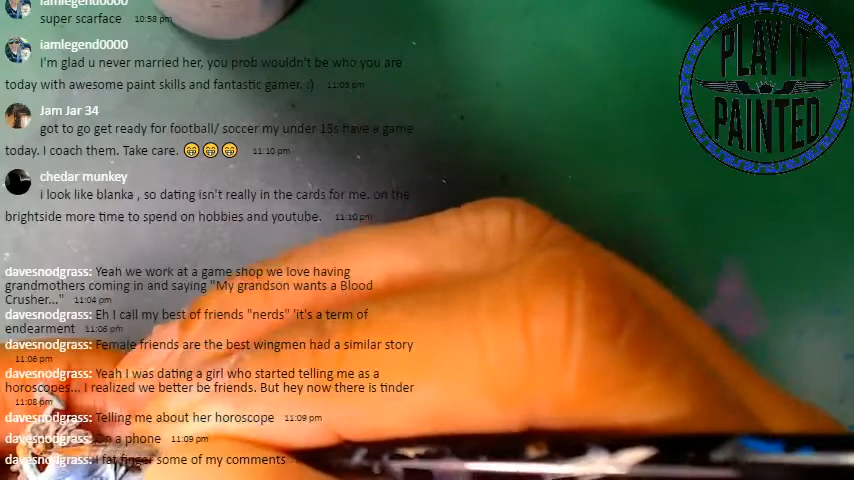 iamlegend0000
super scarface 10:58 pm
iamlegend0000
I'm glad u never married her, you prob wouldn't be who you are
today with awesome paint skills and fantastic gamer. :) 11:05 pm
Jam Jar 34
got to go get ready for football/ soccer my under 13s have a game
today. I coach them. Take care. 😁😁😁 11:10 pm
chedar munkey
i look like blanka , so dating isn't really in the cards for me. on the
brightside more time to spend on hobbies and youtube. 11:10 pm
davesnodgrass: Yeah we work at a game shop we love having
grandmothers coming in and saying "My grandson wants a Blood
Crusher..." 11:04 pm
davesnodgrass: Eh I call my best of friends "nerds" 'it's a term of
endearment 11:06 pm
davesnodgrass: Female friends are the best wingmen had a similar story
11:06 pm
davesnodgrass: Yeah I was dating a girl who started telling me as a
horoscopes... I realized we better be friends. But hey now there is tinder
11:08 pm
davesnodgrass: Telling me about her horoscope 11:09 pm
davesnodgrass: On a phone 11:09 pm
davesnodgrass: I fat finger some of my comments
PLAY IT
PAINTED